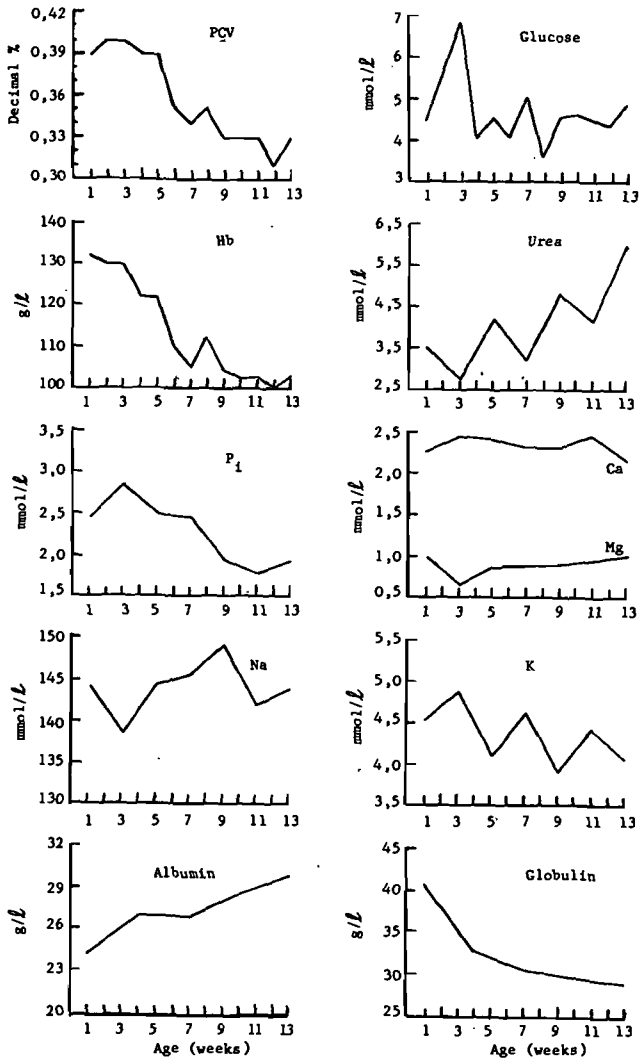 PCV
Decimal %
0,42
0,39
0,36
0,33
0,30
1 3 5 7 9 11 13
Glucose
mmol/ℓ
7
6
5
4
3
1 3 5 7 9 11 13
Hb
g/ℓ
140
130
120
110
100
1 3 5 7 9 11 13
Urea
mmol/ℓ
6,5
5,5
4,5
3,5
2,5
1 3 5 7 9 11 13
Pi
mmol/ℓ
3,5
3,0
2,5
2,0
1,5
1 3 5 7 9 11 13
Ca
Mg
mmol/ℓ
2,5
2,0
1,5
1,0
0,5
1 3 5 7 9 11 13
Na
mmol/ℓ
150
145
140
135
130
1 3 5 7 9 11 13
K
mmol/ℓ
5,5
5,0
4,5
4,0
3,5
1 3 5 7 9 11 13
Albumin
g/ℓ
32
29
26
23
20
1 3 5 7 9 11 13
Age (weeks)
Globulin
g/ℓ
45
40
35
30
25
1 3 5 7 9 11 13
Age (weeks)